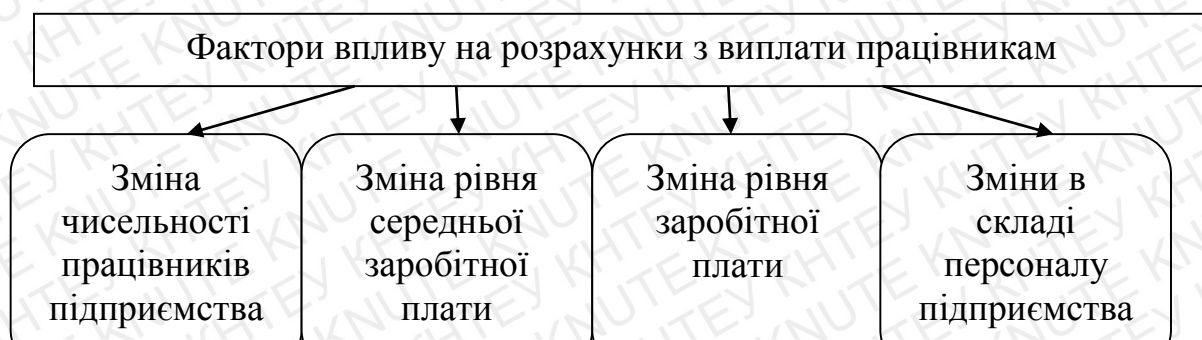 Фактори впливу на розрахунки з виплати працівникам
Зміна
чисельності
працівників
підприємства
Зміна рівня
середньої
заробітної
плати
Зміна рівня
заробітної
плати
Зміни в
складі
персоналу
підприємства